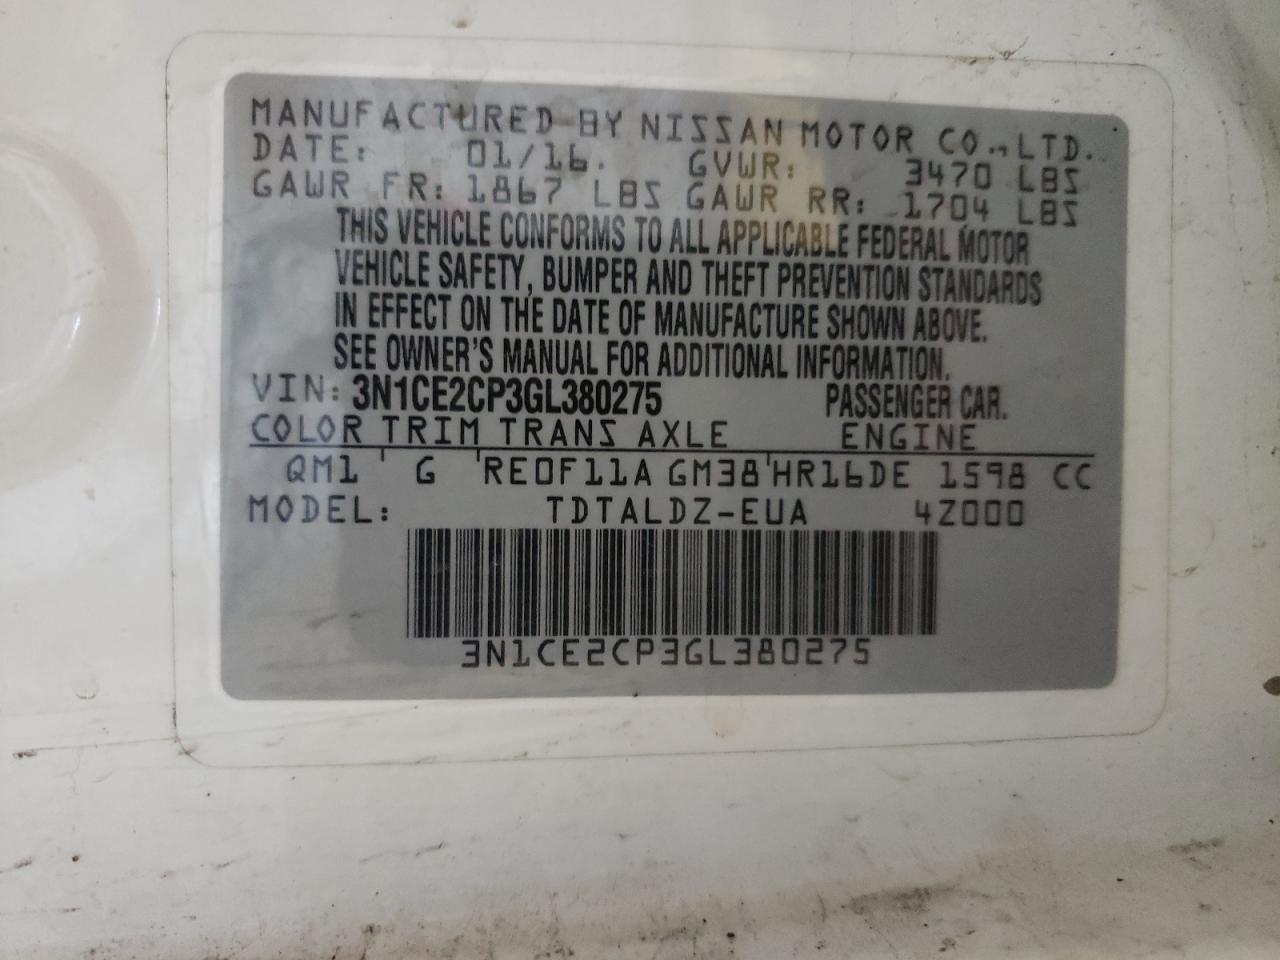 MANUFACTURED BY NISSAN MOTOR CO., LTD.
DATE: 01/16. GVWR: 3470 LBS
GAWR FR: 1867 LBS GAWR RR: 1704 LBS
THIS VEHICLE CONFORMS TO ALL APPLICABLE FEDERAL MOTOR
VEHICLE SAFETY, BUMPER AND THEFT PREVENTION STANDARDS
IN EFFECT ON THE DATE OF MANUFACTURE SHOWN ABOVE.
SEE OWNER'S MANUAL FOR ADDITIONAL INFORMATION.
VIN: 3N1CE2CP3GL380275 PASSENGER CAR.
COLOR TRIM TRANS AXLE ENGINE
QM1 G RE0F11A GM38 HR16DE 1598 CC
MODEL: TDTALDZ-EUA 4Z000
3N1CE2CP3GL380275